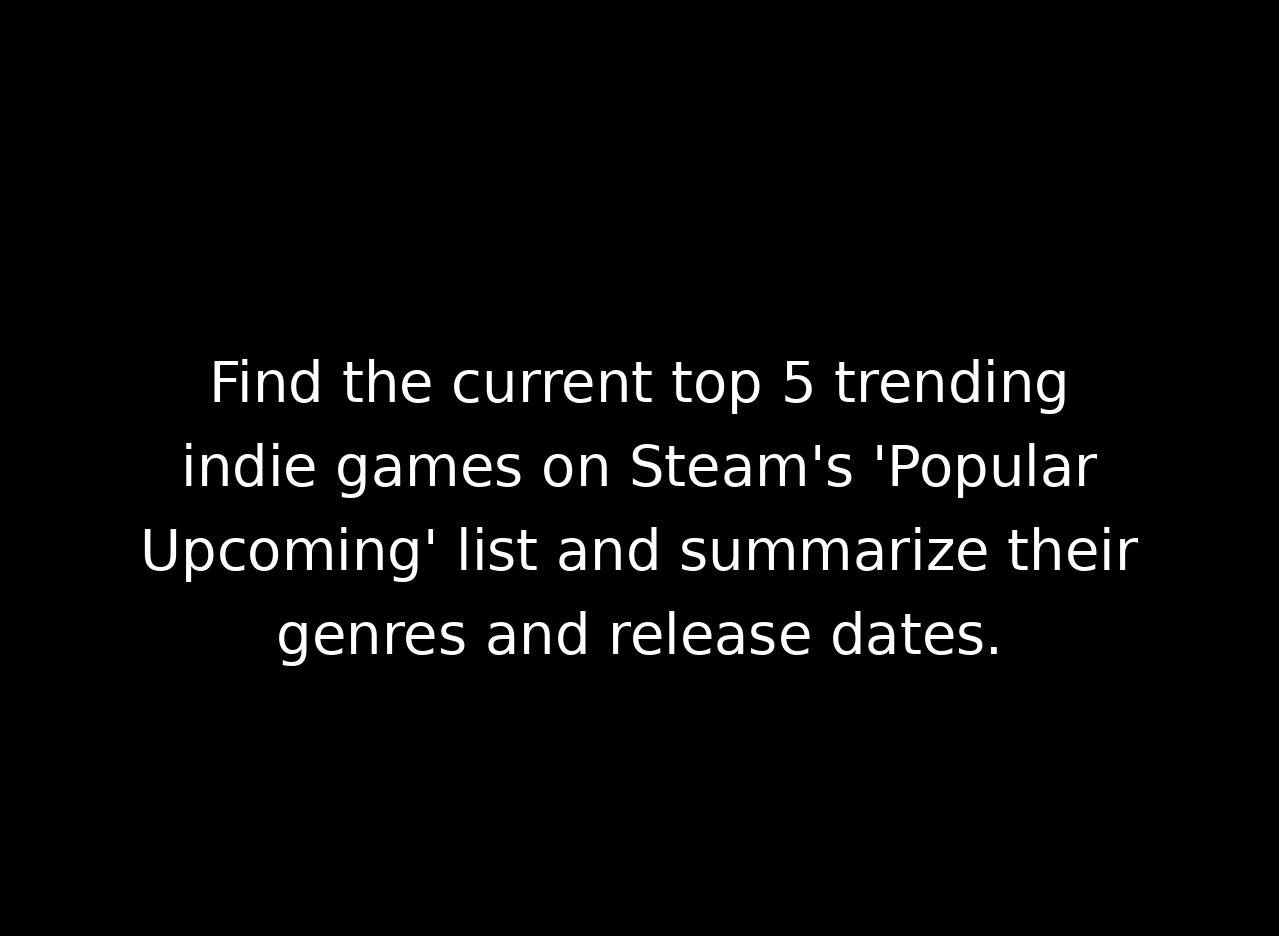 Find the current top 5 trending
indie games on Steam's 'Popular
Upcoming' list and summarize their
genres and release dates.